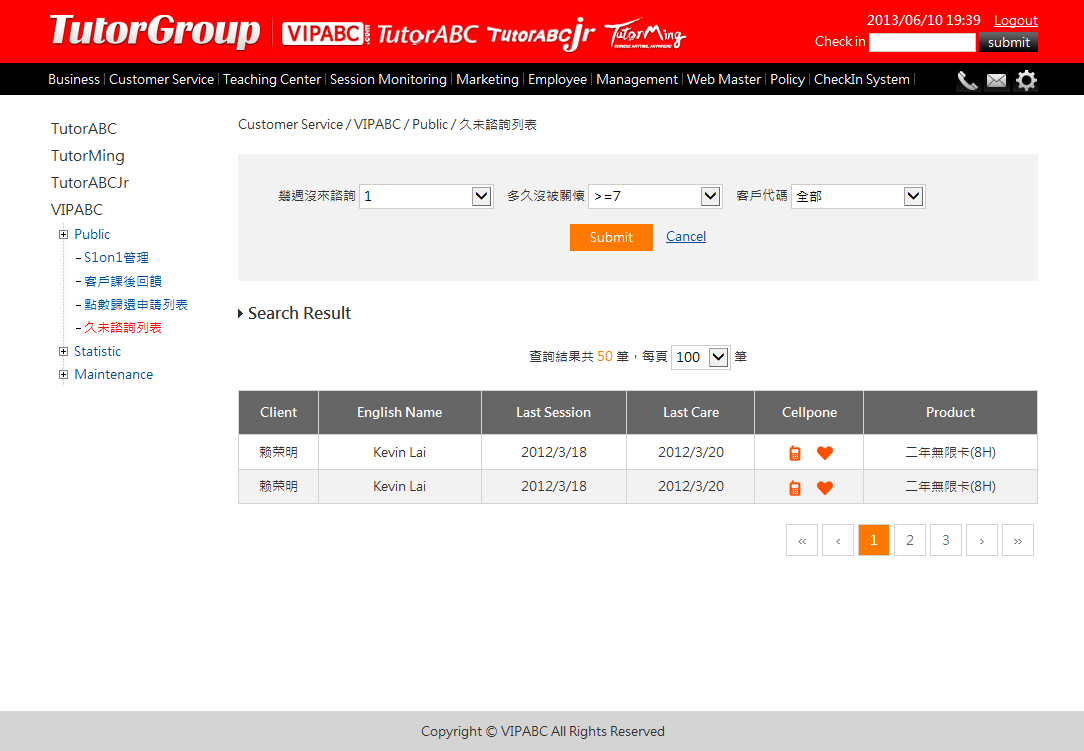 TutorGroup VIPABC.com TutorABC TutorABCJr TutorMing 2013/06/10 19:39 Logout
CHINESE ANYTIME, ANYWHERE
Check in submit
Business Customer Service Teaching Center Session Monitoring Marketing Employee Management Web Master Policy CheckIn System
TutorABC
TutorMing
TutorABCJr
VIPABC
Public
S1on1管理
客戶課後回饋
點數歸還申請列表
久未諮詢列表
Statistic
Maintenance
Customer Service / VIPABC / Public / 久未諮詢列表
幾週沒來諮詢 1 多久沒被關懷 >=7 客戶代碼 全部
Submit Cancel
Search Result
查詢結果共 50 筆，每頁 100 筆
Client English Name Last Session Last Care Cellpone Product
赖荣明 Kevin Lai 2012/3/18 2012/3/20 二年無限卡(8H)
赖荣明 Kevin Lai 2012/3/18 2012/3/20 二年無限卡(8H)
« ‹ 1 2 3 › »
Copyright © VIPABC All Rights Reserved